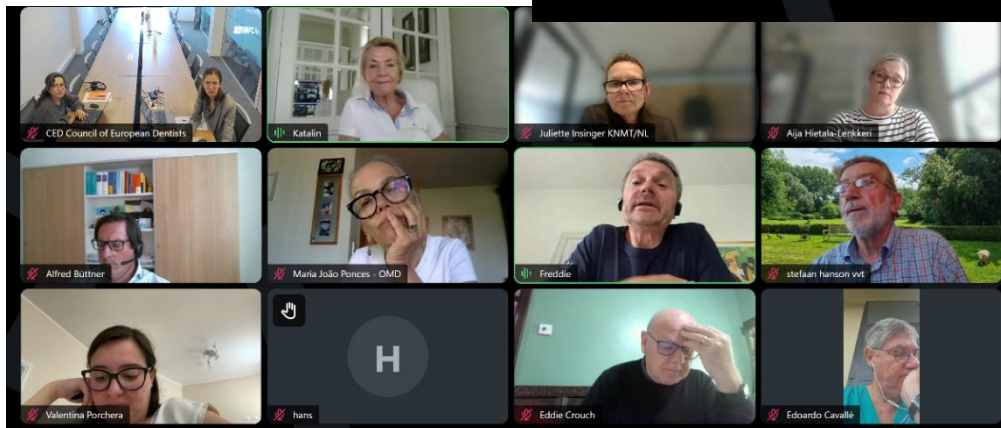 CED Council of European Dentists
Katalin
Juliette Insinger KNMT/NL
Aija Hietala-Lenkkeri
Alfred Büttner
Maria João Ponces - OMD
Freddie
stefaan hanson vvt
Valentina Porchera
H
hans
Eddie Crouch
Edoardo Cavallé